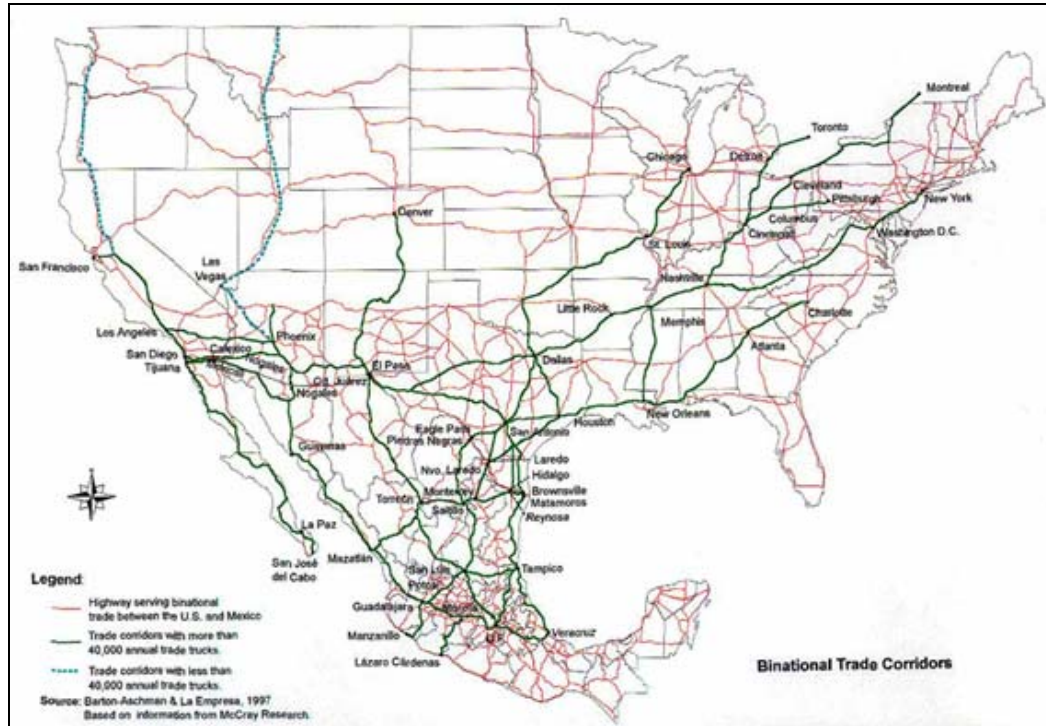 Montreal
Toronto
Chicago
Detroit
Cleveland
Pittsburgh
New York
Columbus
Cincinnati
Washington D.C.
Denver
St. Louis
San Francisco
Las
Vegas
Nashville
Little Rock
Memphis
Charlotte
Los Angeles
Phoenix
Atlanta
San Diego
Calexico
Tijuana
Nogales
El Paso
Dallas
Cd. Juárez
Nogales
New Orleans
Houston
Eagle Pass
San Antonio
Piedras Negras
Guaymas
Laredo
Nvo. Laredo
Hidalgo
Monterrey
Brownsville
Torreón
Matamoros
Saltillo
Reynosa
La Paz
Mazatlán
San José
del Cabo
San Luis
Potosí
Tampico
Guadalajara
Manzanillo
Veracruz
Lázaro Cárdenas
Legend:
Highway serving binational
trade between the U.S. and Mexico
Trade corridors with more than
40,000 annual trade trucks.
Trade corridors with less than
40,000 annual trade trucks.
Source: Barton-Aschman & La Empresa, 1997
Based on information from McCray Research.
Binational Trade Corridors